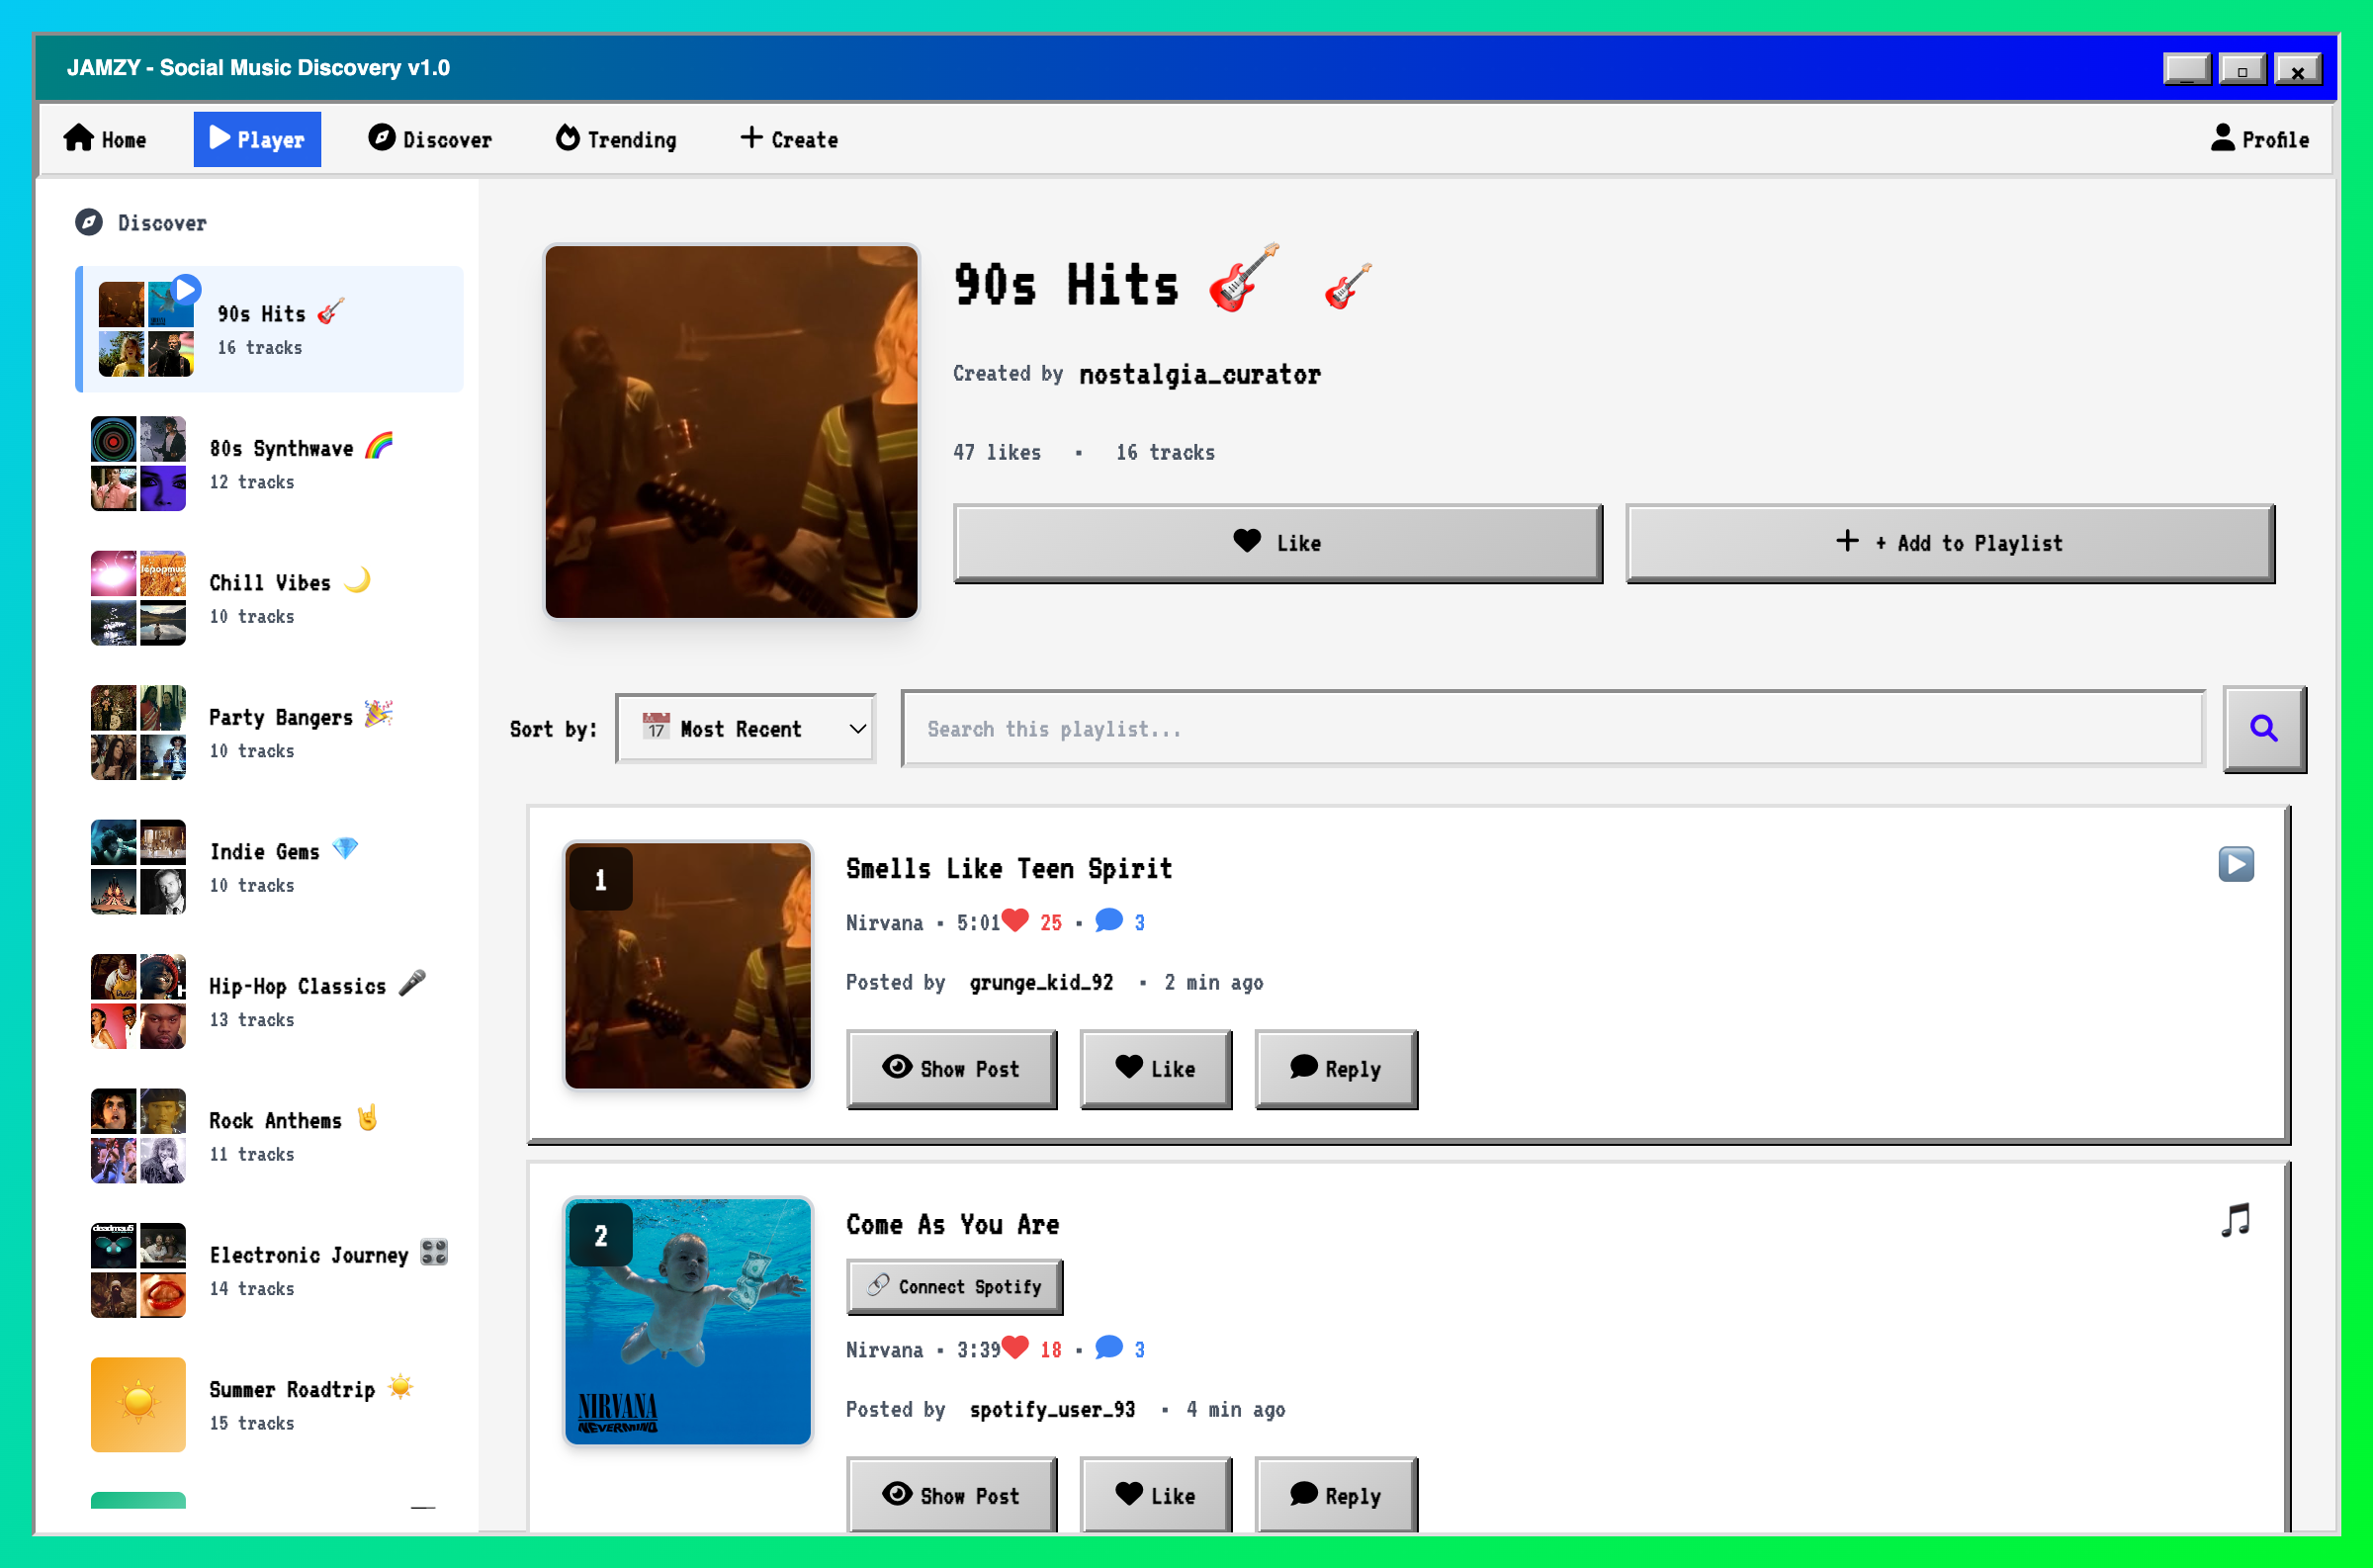 JAMZY - Social Music Discovery v1.0
Home Player Discover Trending Create Profile
Discover
90s Hits 🎸
16 tracks
80s Synthwave 🌈
12 tracks
Chill Vibes 🌙
10 tracks
Party Bangers 🎉
10 tracks
Indie Gems 💎
10 tracks
Hip-Hop Classics 🎤
13 tracks
Rock Anthems 🤘
11 tracks
deadmau5
Electronic Journey 🎛️
14 tracks
Summer Roadtrip ☀️
15 tracks
90s Hits 🎸 🎸
Created by nostalgia_curator
47 likes • 16 tracks
Like
+ Add to Playlist
Sort by:
17 Most Recent
Search this playlist...
1
Smells Like Teen Spirit
Nirvana • 5:01 25 • 3
Posted by grunge_kid_92 • 2 min ago
Show Post Like Reply
2
NIRVANA
NEVERMIND
Come As You Are
🔗 Connect Spotify
Nirvana • 3:39 18 • 3
Posted by spotify_user_93 • 4 min ago
Show Post Like Reply